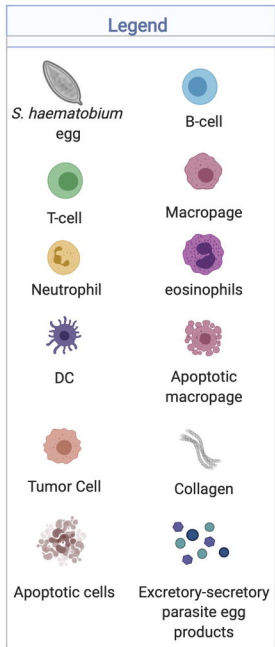 Legend
S. haematobium
egg
B-cell
T-cell
Macropage
Neutrophil
eosinophils
DC
Apoptotic
macropage
Tumor Cell
Collagen
Apoptotic cells
Excretory-secretory
parasite egg
products